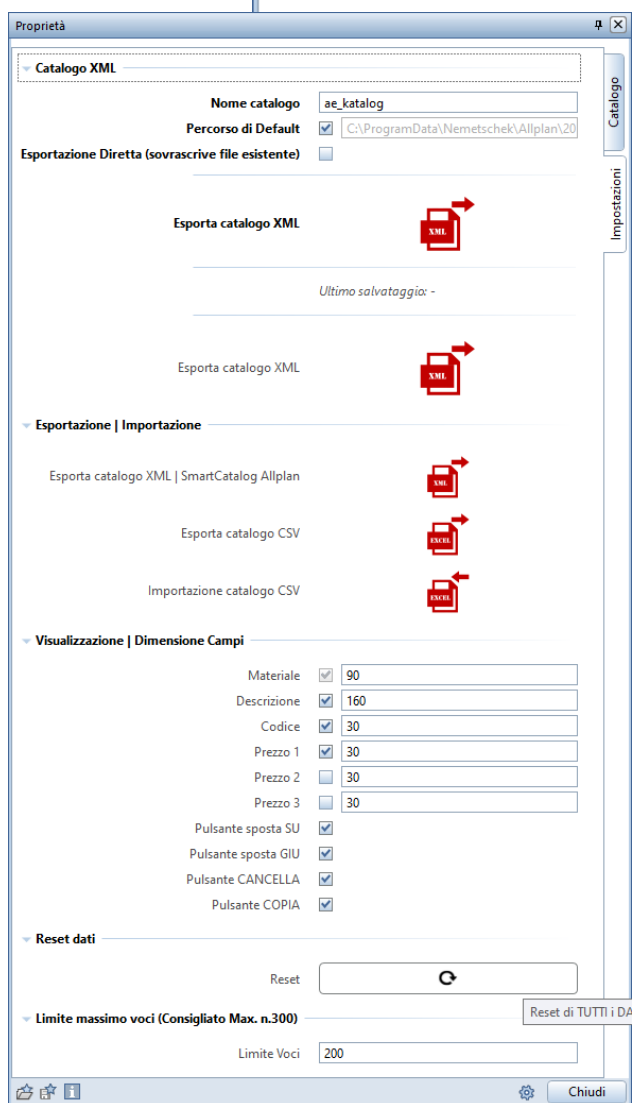 Proprietà
Catalogo XML
Nome catalogo ae_katalog
Percorso di Default C:\ProgramData\Nemetschek\Allplan\20
Esportazione Diretta (sovrascrive file esistente)
Esporta catalogo XML
XML
Ultimo salvataggio: -
Esporta catalogo XML
XML
Esportazione | Importazione
Esporta catalogo XML | SmartCatalog Allplan
XML
Esporta catalogo CSV
EXCEL
Importazione catalogo CSV
EXCEL
Visualizzazione | Dimensione Campi
Materiale 90
Descrizione 160
Codice 30
Prezzo 1 30
Prezzo 2 30
Prezzo 3 30
Pulsante sposta SU
Pulsante sposta GIU
Pulsante CANCELLA
Pulsante COPIA
Reset dati
Reset
Reset di TUTTI i DA
Limite massimo voci (Consigliato Max. n.300)
Limite Voci 200
Chiudi
Catalogo
Impostazioni